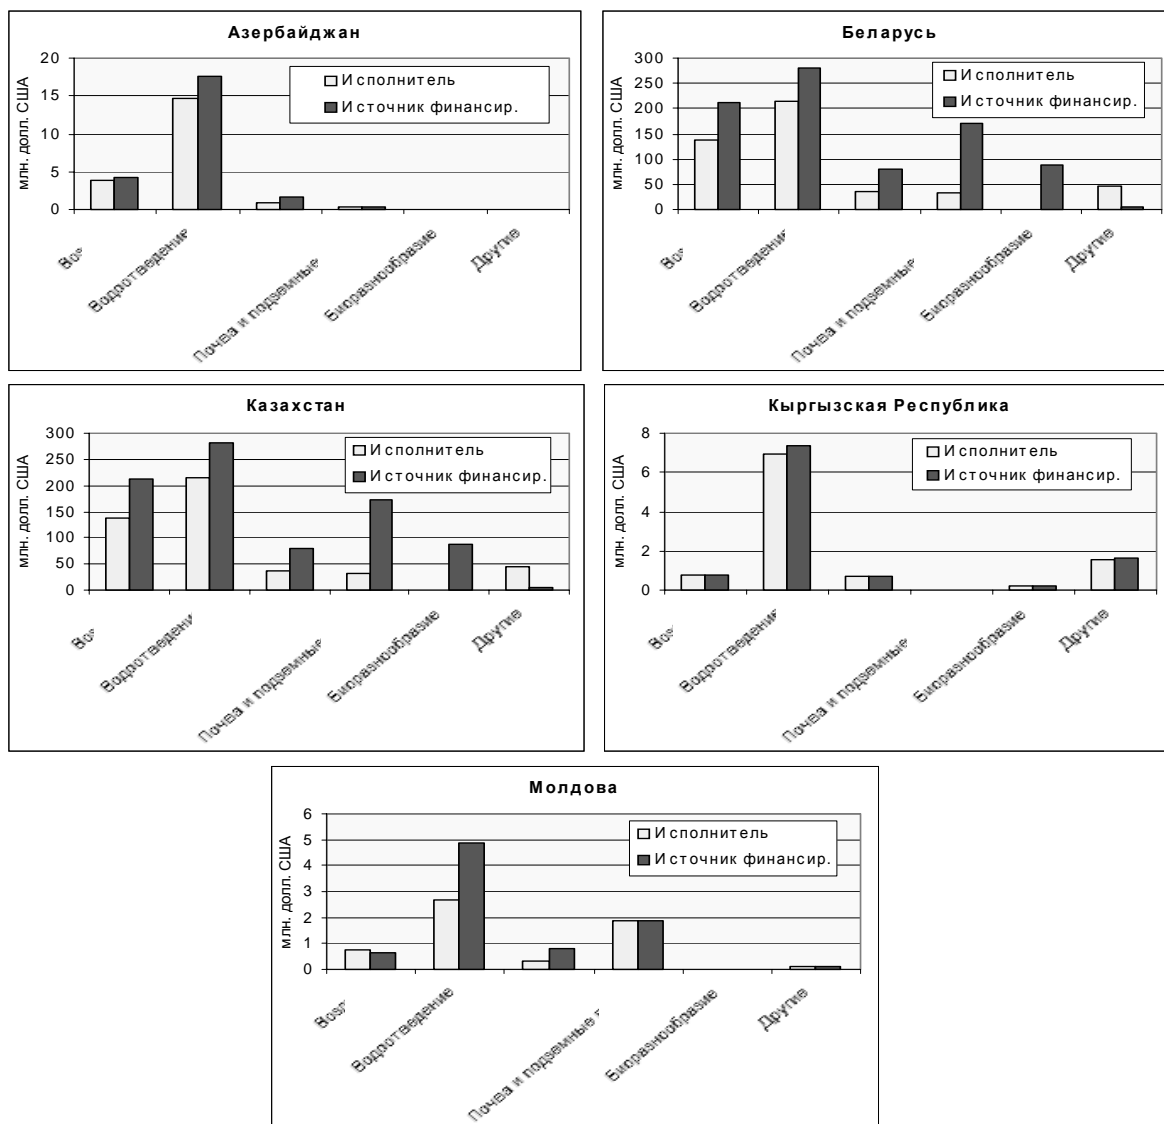 Азербайджан
млн. долл. США
20
15
10
5
0
Исполнитель
Источник финансир.
Водоотведение
Почва и подземные
Биоразнообразие
Другие
Беларусь
млн. долл. США
300
250
200
150
100
50
0
Исполнитель
Источник финансир.
Водоотведение
Почва и подземные
Биоразнообразие
Другие
Казахстан
млн. долл. США
300
250
200
150
100
50
0
Исполнитель
Источник финансир.
Почва и подземные
Биоразнообразие
Другие
Кыргызская Республика
млн. долл. США
8
6
4
2
0
Исполнитель
Источник финансир.
Водоотведение
Почва и подземные
Биоразнообразие
Другие
Молдова
млн. долл. США
6
5
4
3
2
1
0
Исполнитель
Источник финансир.
Водоотведение
Почва и подземные
Биоразнообразие
Другие